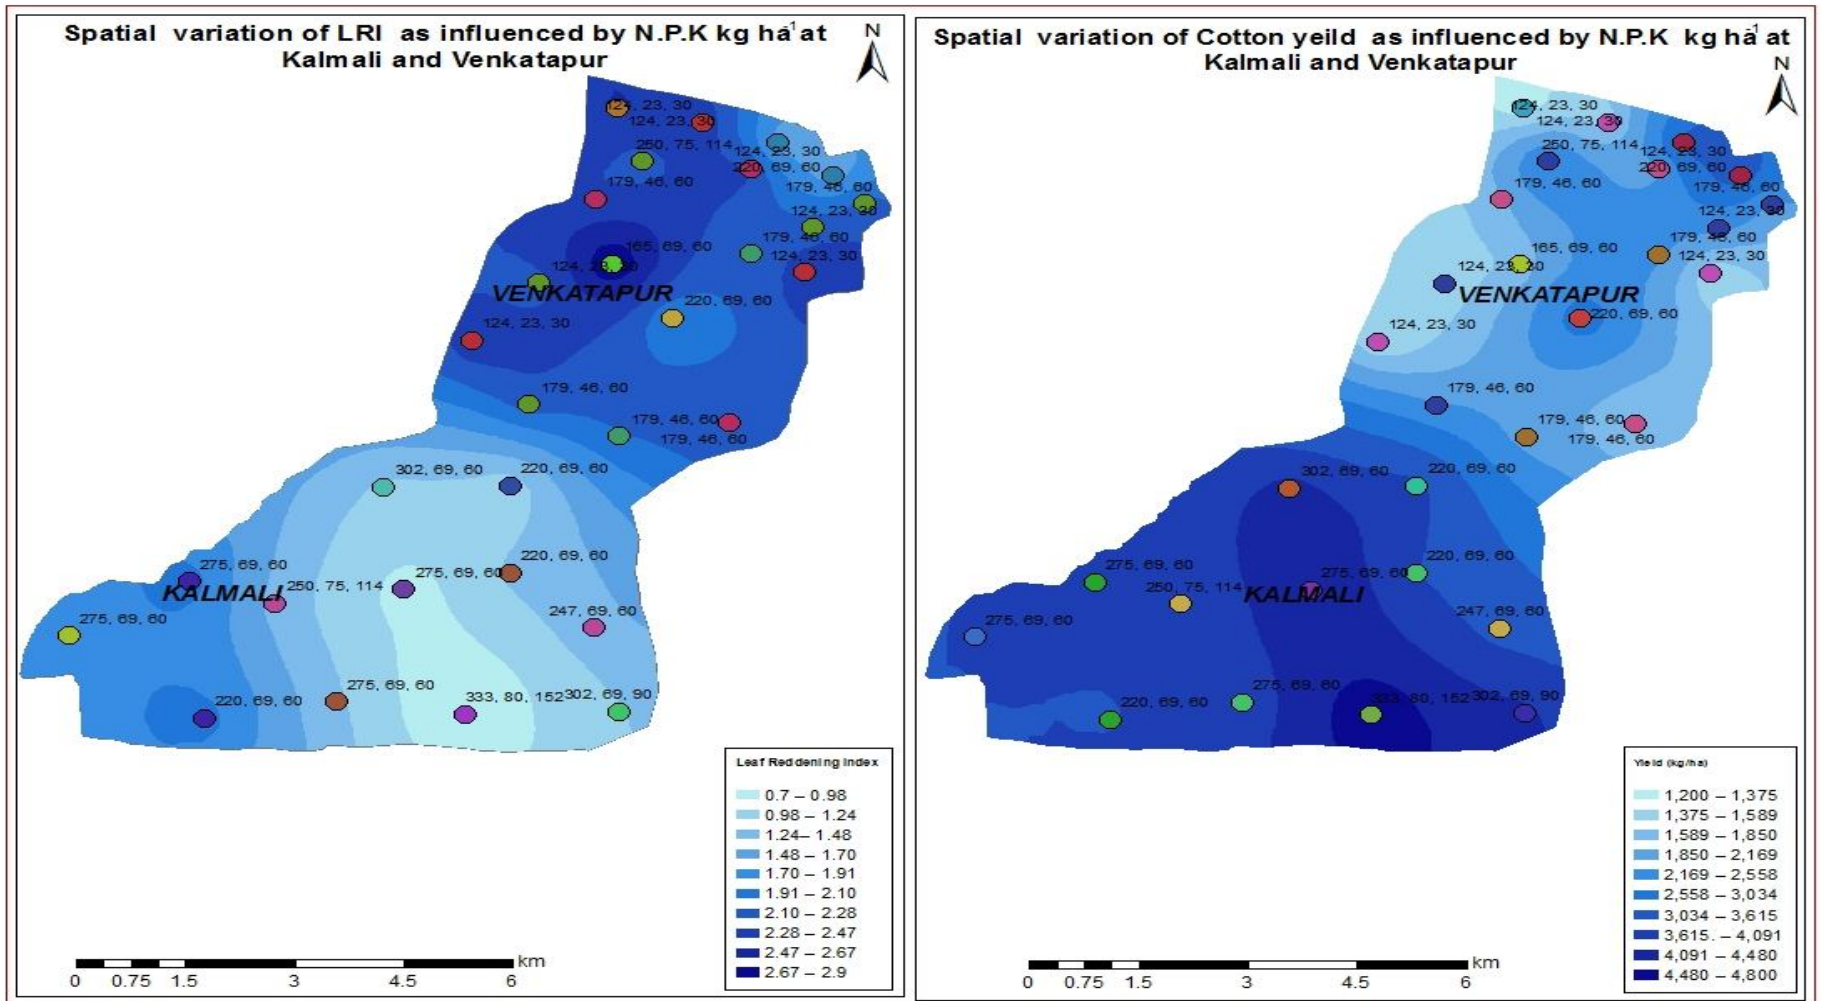 Spatial variation of LRI as influenced by N.P.K kg ha-1 at
Kalmali and Venkatapur
N
124, 23, 30
124, 23, 30
250, 75, 114
124, 23, 30
220, 69, 60
179, 46, 60
179, 46, 60
124, 23, 30
179, 46, 60
165, 69, 60
124, 23, 30
124, 23, 30
VENKATAPUR
220, 69, 60
124, 23, 30
179, 46, 60
179, 46, 60
179, 46, 60
302, 69, 60
220, 69, 60
220, 69, 60
275, 69, 60
275, 69, 60
250, 75, 114
KALMALI
275, 69, 60
247, 69, 60
275, 69, 60
220, 69, 60
333, 80, 152
302, 69, 90
Leaf Reddening Index
0.7 – 0.98
0.98 – 1.24
1.24– 1.48
1.48 – 1.70
1.70 – 1.91
1.91 – 2.10
2.10 – 2.28
2.28 – 2.47
2.47 – 2.67
2.67 – 2.9
km
0 0.75 1.5 3 4.5 6
Spatial variation of Cotton yeild as influenced by N.P.K kg ha-1 at
Kalmali and Venkatapur
N
124, 23, 30
124, 23, 30
250, 75, 114
124, 23, 30
220, 69, 60
179, 46, 60
179, 46, 60
124, 23, 30
179, 46, 60
165, 69, 60
124, 23, 30
124, 23, 30
VENKATAPUR
220, 69, 60
124, 23, 30
179, 46, 60
179, 46, 60
179, 46, 60
302, 69, 60
220, 69, 60
220, 69, 60
275, 69, 60
275, 69, 60
250, 75, 114
KALMALI
275, 69, 60
247, 69, 60
275, 69, 60
220, 69, 60
333, 80, 152
302, 69, 90
Yield (kg/ha)
1,200 – 1,375
1,375 – 1,589
1,589 – 1,850
1,850 – 2,169
2,169 – 2,558
2,558 – 3,034
3,034 – 3,615
3,615. – 4,091
4,091 – 4,480
4,480 – 4,800
km
0 0.75 1.5 3 4.5 6